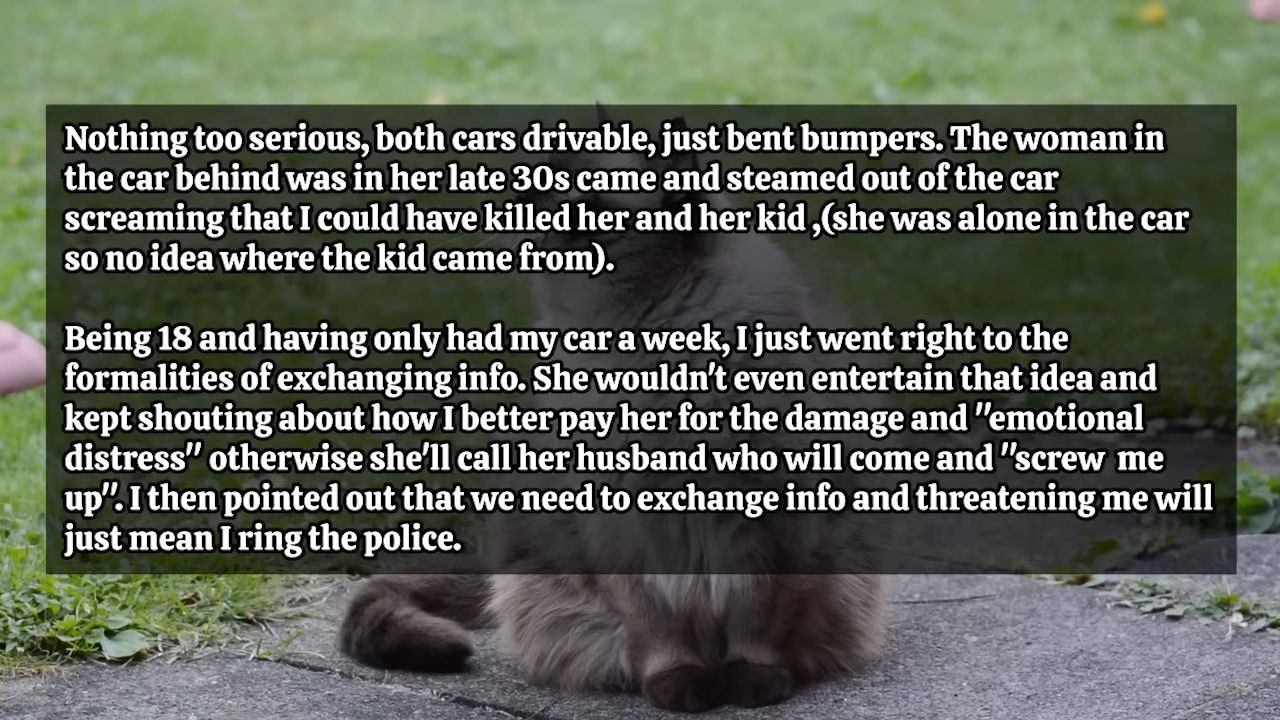 Nothing too serious, both cars drivable, just bent bumpers. The woman in
the car behind was in her late 30s came and steamed out of the car
screaming that I could have killed her and her kid ,(she was alone in the car
so no idea where the kid came from).
Being 18 and having only had my car a week, I just went right to the
formalities of exchanging info. She wouldn't even entertain that idea and
kept shouting about how I better pay her for the damage and "emotional
distress" otherwise she'll call her husband who will come and "screw me
up". I then pointed out that we need to exchange info and threatening me will
just mean I ring the police.